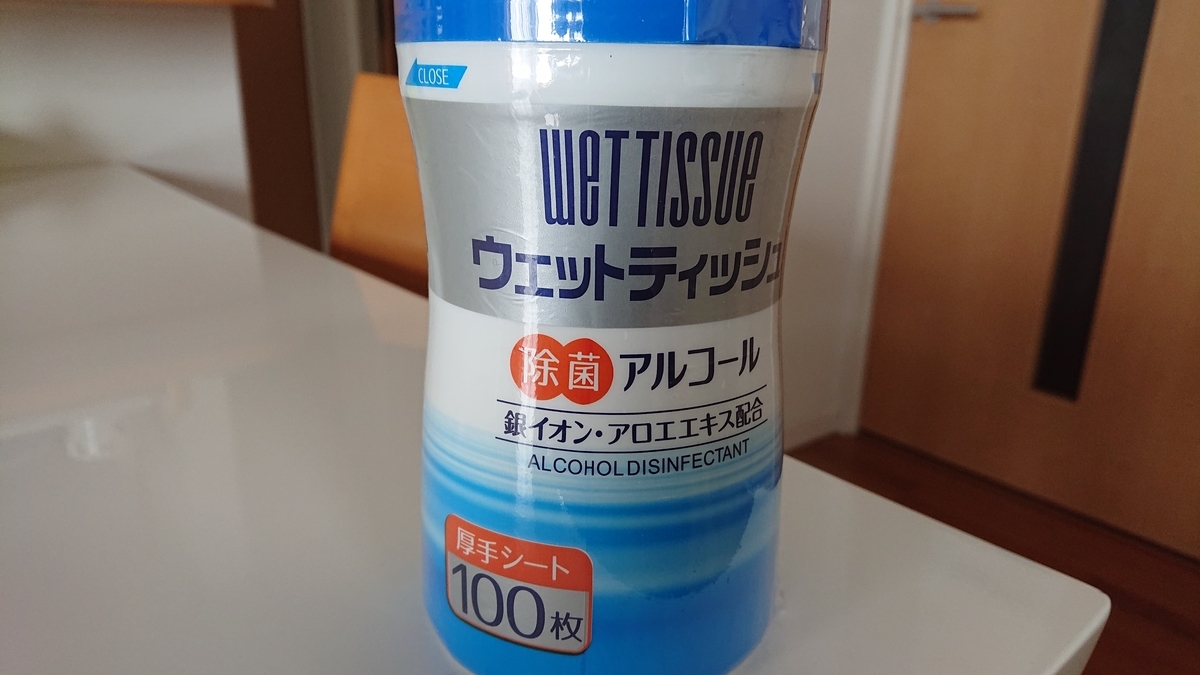 CLOSE
WeTTISSUe
ウエットティッシュ
除菌 アルコール
銀イオン・アロエエキス配合
ALCOHOL DISINFECTANT
厚手シート
100枚